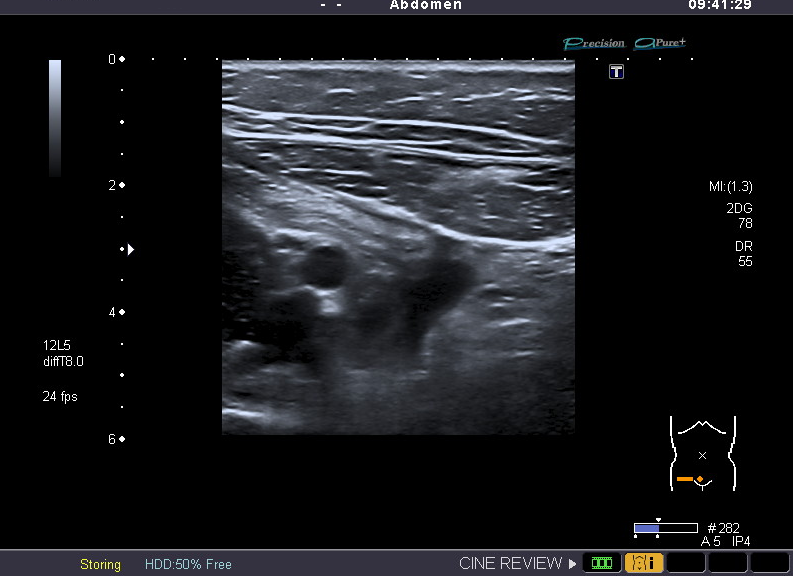 - - Abdomen 09:41:29
Precision APure+
T
0
2
4
6
MI:(1.3)
2DG
78
DR
55
12L5
diffT8.0
24 fps
#282
A 5 IP4
Storing HDD:50% Free CINE REVIEW
i